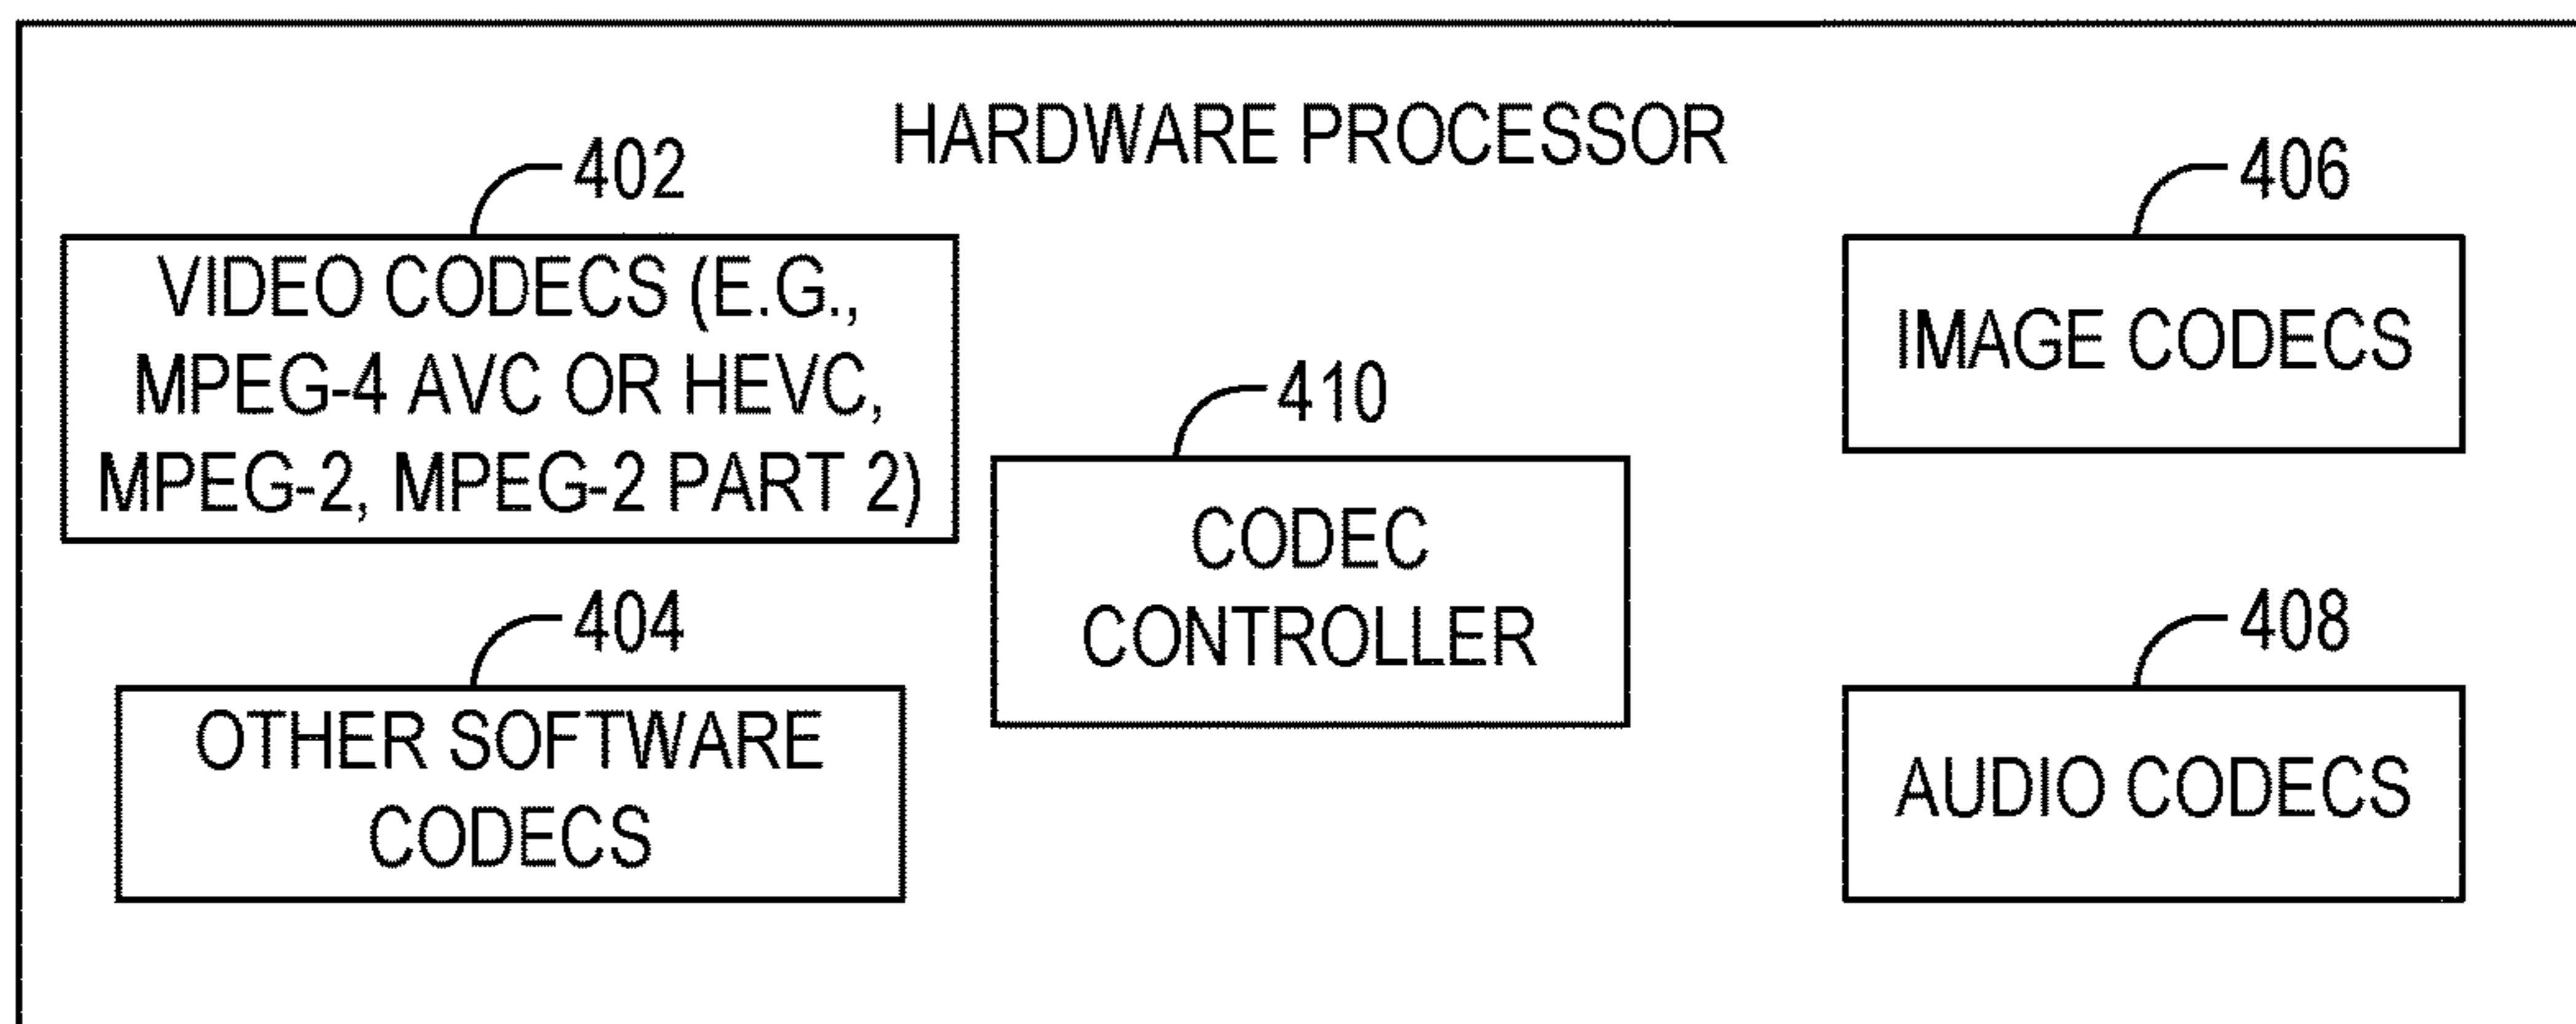 HARDWARE PROCESSOR
402
VIDEO CODECS (E.G.,
MPEG-4 AVC OR HEVC,
MPEG-2, MPEG-2 PART 2)
404
OTHER SOFTWARE
CODECS
410
CODEC
CONTROLLER
406
IMAGE CODECS
408
AUDIO CODECS